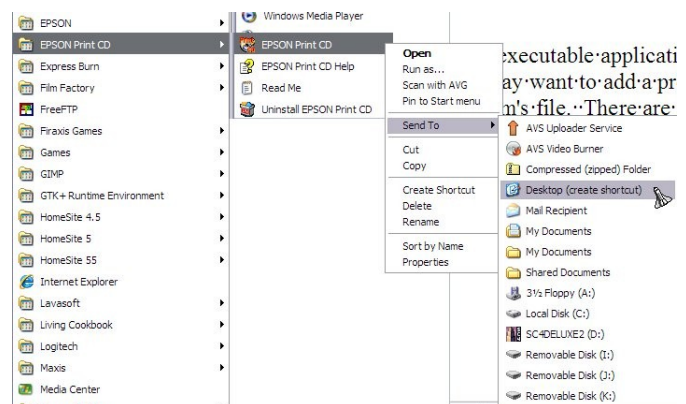 EPSON
EPSON Print CD
Express Burn
Film Factory
FreeFTP
Firaxis Games
Games
GIMP
GTK+ Runtime Environment
HomeSite 4.5
HomeSite 5
HomeSite 55
Internet Explorer
Lavasoft
Living Cookbook
Logitech
Maxis
Media Center
Windows Media Player
EPSON Print CD
EPSON Print CD Help
Read Me
Uninstall EPSON Print CD
Open
Run as...
Scan with AVG
Pin to Start menu
Send To
Cut
Copy
Create Shortcut
Delete
Rename
Sort by Name
Properties
executable·applicati
ay·want·to·add·a·pr
m's·file.··There·are·
AVS Uploader Service
AVS Video Burner
Compressed (zipped) Folder
Desktop (create shortcut)
Mail Recipient
My Documents
My Documents
Shared Documents
3½ Floppy (A:)
Local Disk (C:)
SC4DELUXE2 (D:)
Removable Disk (I:)
Removable Disk (J:)
Removable Disk (K:)